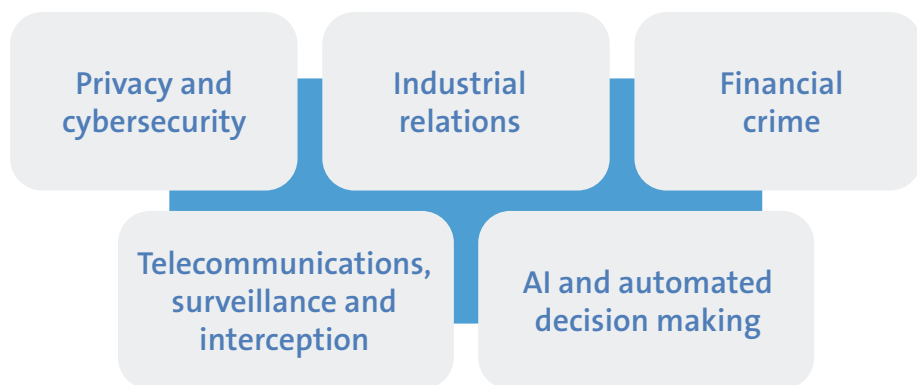 Privacy and
cybersecurity
Industrial
relations
Financial
crime
Telecommunications,
surveillance and
interception
AI and automated
decision making